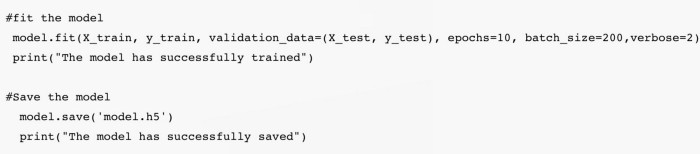 #fit the model
model.fit(X_train, y_train, validation_data=(X_test, y_test), epochs=10, batch_size=200,verbose=2)
print("The model has successfully trained")
#Save the model
model.save('model.h5')
print("The model has successfully saved")